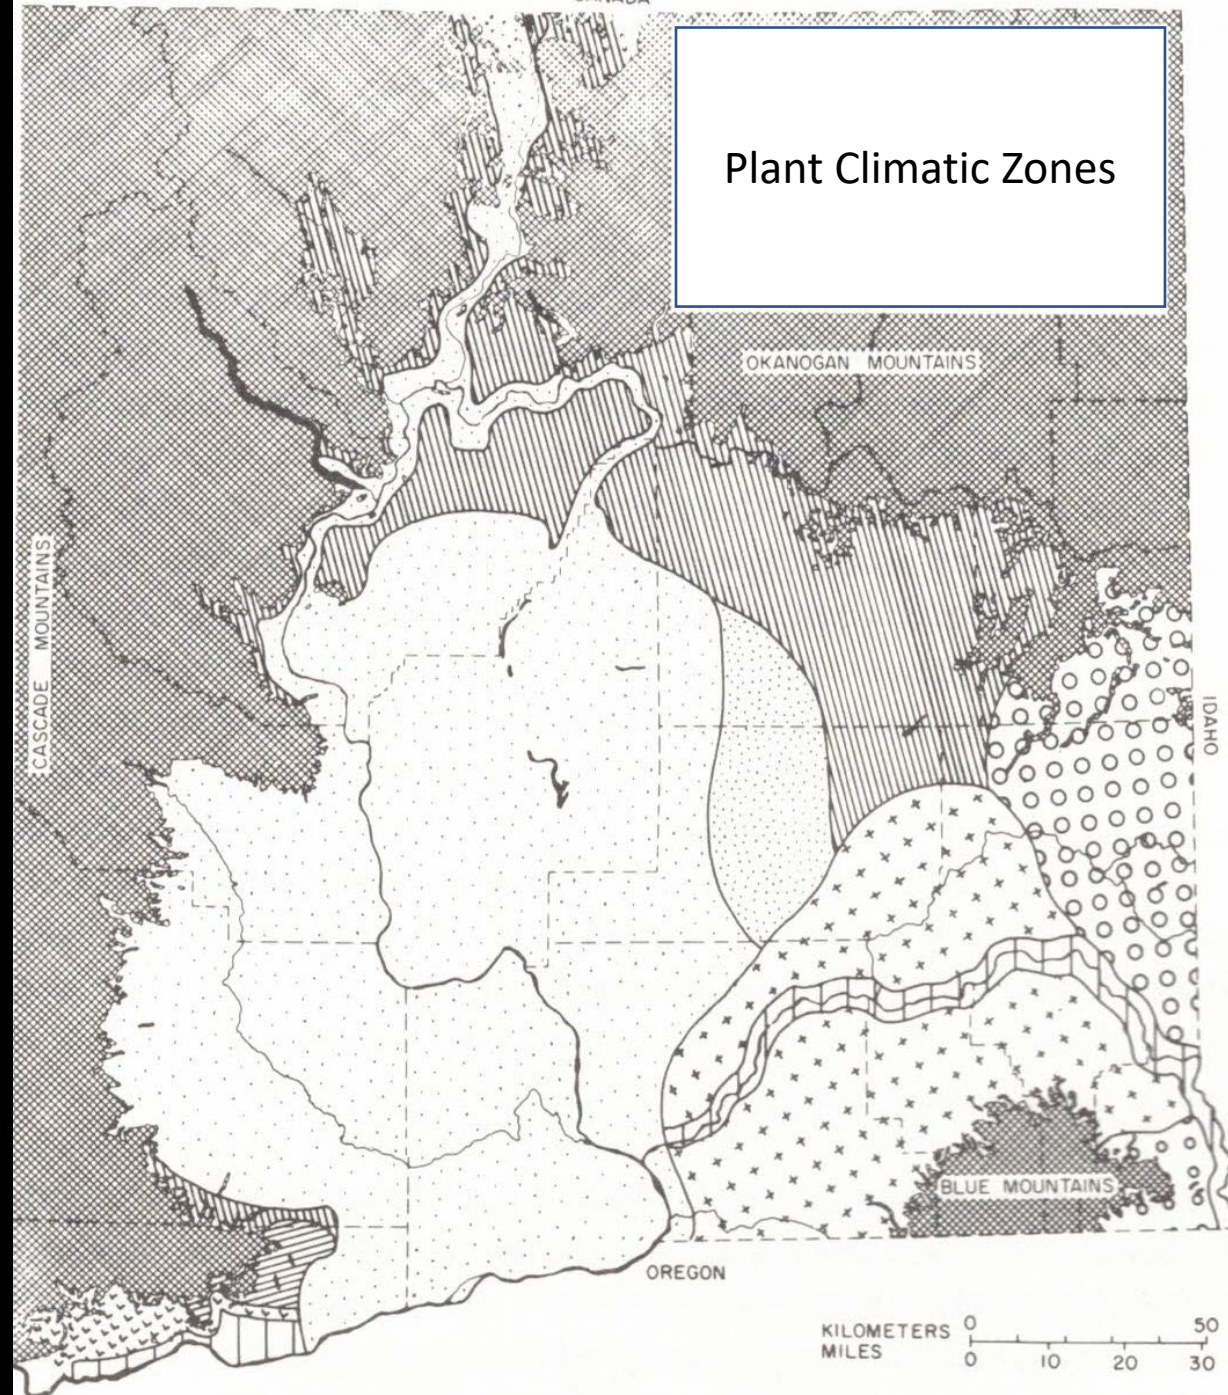 CANADA
Plant Climatic Zones
OKANOGAN MOUNTAINS
CASCADE MOUNTAINS
IDAHO
BLUE MOUNTAINS
OREGON
KILOMETERS 0 50
MILES 0 10 20 30